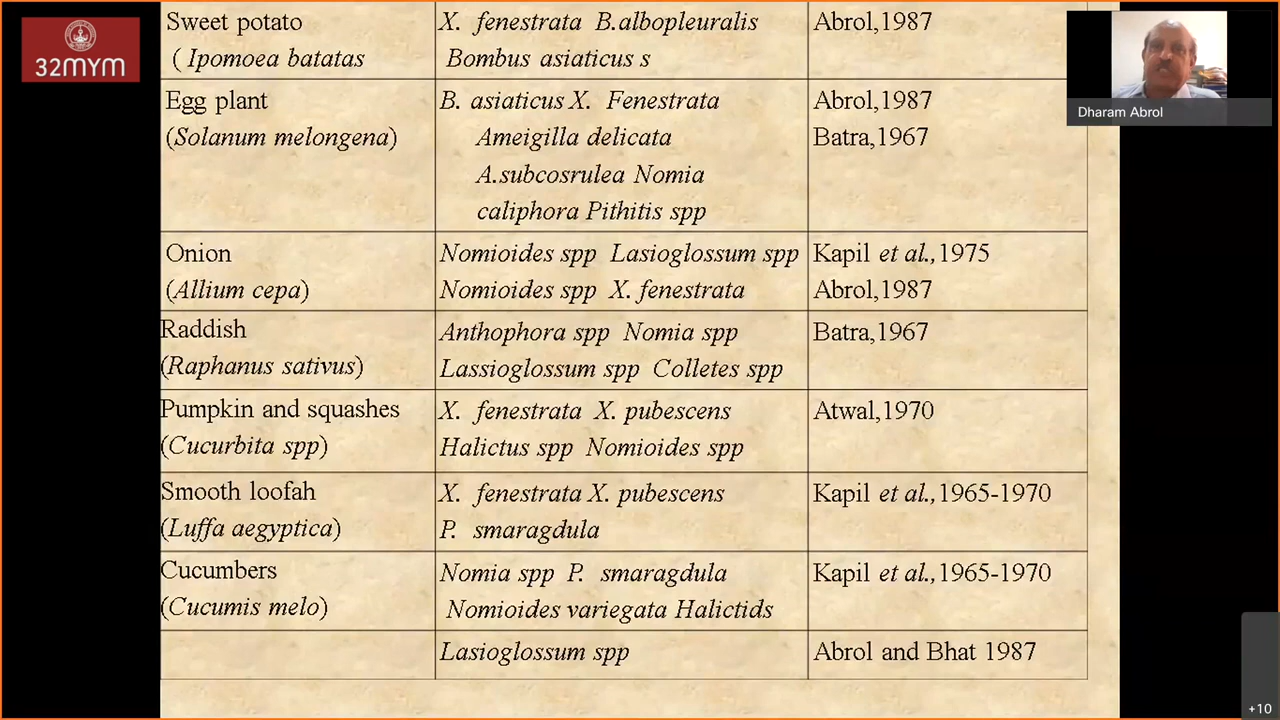 32MYM
Sweet potato
( Ipomoea batatas
X. fenestrata B.albopleuralis
Bombus asiaticus s
Abrol,1987
Egg plant
(Solanum melongena)
B. asiaticus X. Fenestrata
Ameigilla delicata
A.subcosrulea Nomia
caliphora Pithitis spp
Abrol,1987
Batra,1967
Onion
(Allium cepa)
Nomioides spp Lasioglossum spp
Nomioides spp X. fenestrata
Kapil et al.,1975
Abrol,1987
Raddish
(Raphanus sativus)
Anthophora spp Nomia spp
Lassioglossum spp Colletes spp
Batra,1967
Pumpkin and squashes
(Cucurbita spp)
X. fenestrata X. pubescens
Halictus spp Nomioides spp
Atwal,1970
Smooth loofah
(Luffa aegyptica)
X. fenestrata X. pubescens
P. smaragdula
Kapil et al.,1965-1970
Cucumbers
(Cucumis melo)
Nomia spp P. smaragdula
Nomioides variegata Halictids
Kapil et al.,1965-1970
Lasioglossum spp
Abrol and Bhat 1987
Dharam Abrol
+10